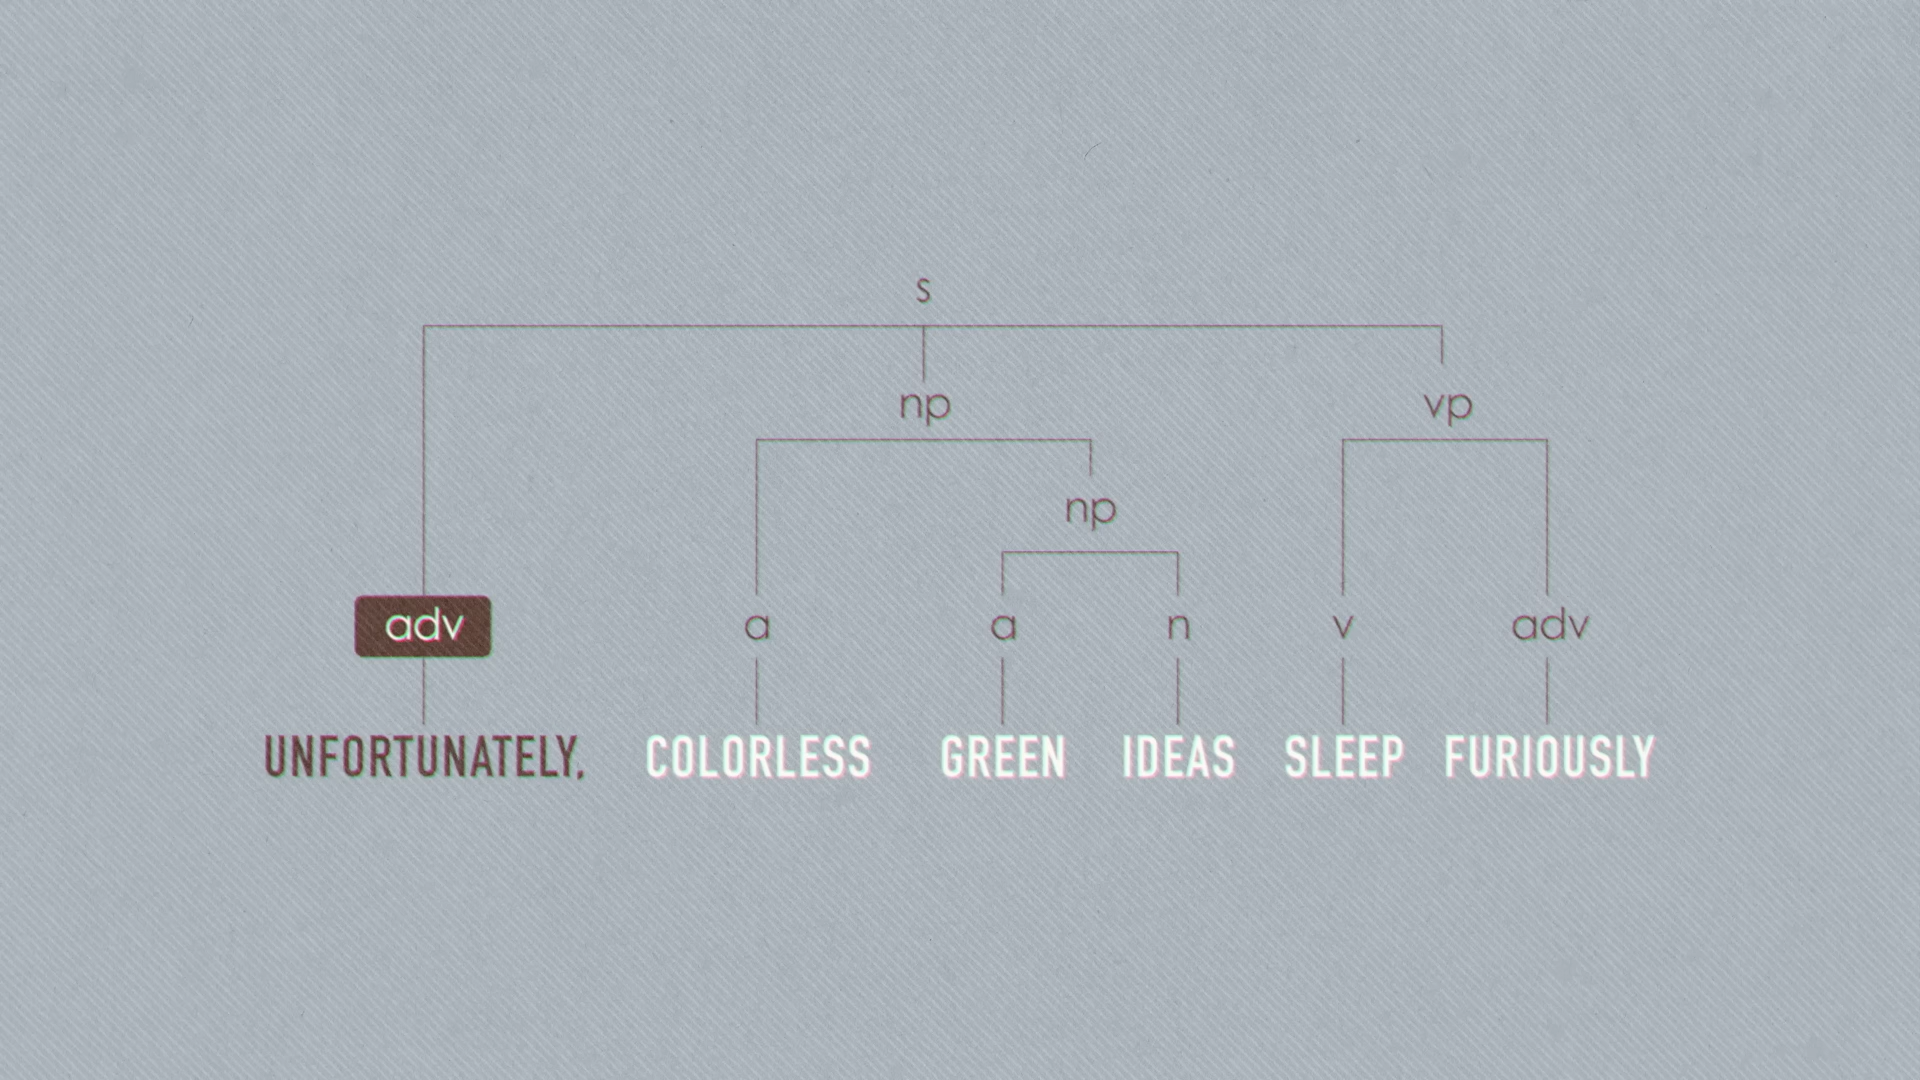 s
np vp
np
adv a a n v adv
UNFORTUNATELY, COLORLESS GREEN IDEAS SLEEP FURIOUSLY